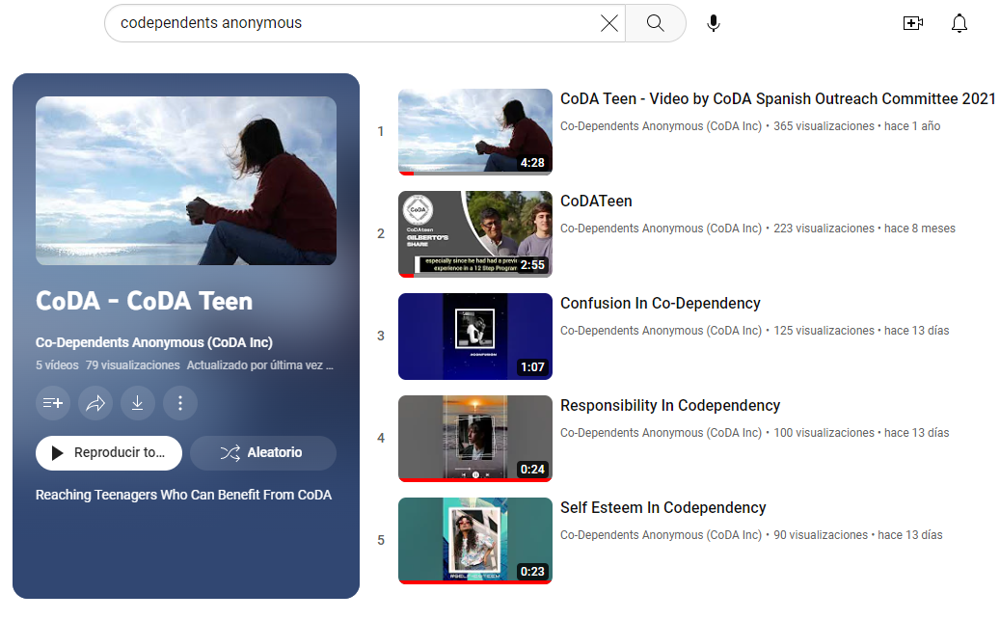 codependents anonymous
CoDA - CoDA Teen
Co-Dependents Anonymous (CoDA Inc)
5 vídeos 79 visualizaciones Actualizado por última vez ...
Reproducir to...
Aleatorio
Reaching Teenagers Who Can Benefit From CoDA
1
4:28
CoDA Teen - Video by CoDA Spanish Outreach Committee 2021
Co-Dependents Anonymous (CoDA Inc) • 365 visualizaciones • hace 1 año
2
CoDA
CoDAteen
GILBERTO'S
SHARE
especially since he had had a previ
experience in a 12 Step Program
2:55
CoDATeen
Co-Dependents Anonymous (CoDA Inc) • 223 visualizaciones • hace 8 meses
3
#CONFUSION
1:07
Confusion In Co-Dependency
Co-Dependents Anonymous (CoDA Inc) • 125 visualizaciones • hace 13 días
4
0:24
Responsibility In Codependency
Co-Dependents Anonymous (CoDA Inc) • 100 visualizaciones • hace 13 días
5
#SELF-ESTEEM
0:23
Self Esteem In Codependency
Co-Dependents Anonymous (CoDA Inc) • 90 visualizaciones • hace 13 días